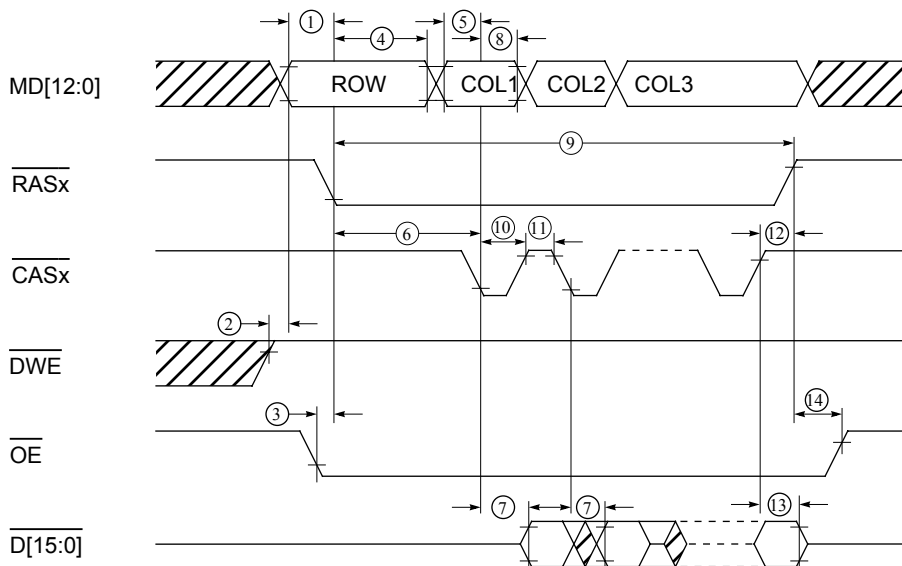 ① ⑤
④ ⑧
MD[12:0] ROW COL1 COL2 COL3
⑨
RASx
⑥ ⑩ ⑪ ⑫
CASx
②
DWE
③ ⑭
OE
⑦ ⑦ ⑬
D[15:0]